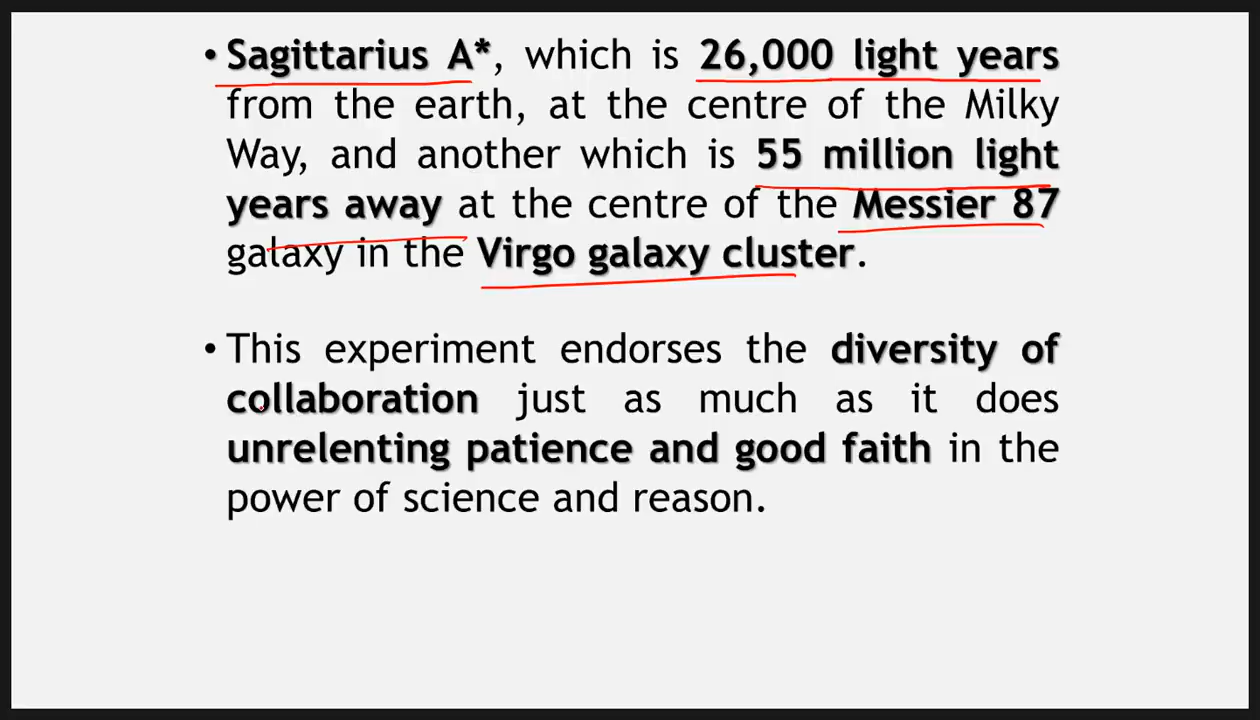 • Sagittarius A*, which is 26,000 light years
from the earth, at the centre of the Milky
Way, and another which is 55 million light
years away at the centre of the Messier 87
galaxy in the Virgo galaxy cluster.
• This experiment endorses the diversity of
collaboration just as much as it does
unrelenting patience and good faith in the
power of science and reason.